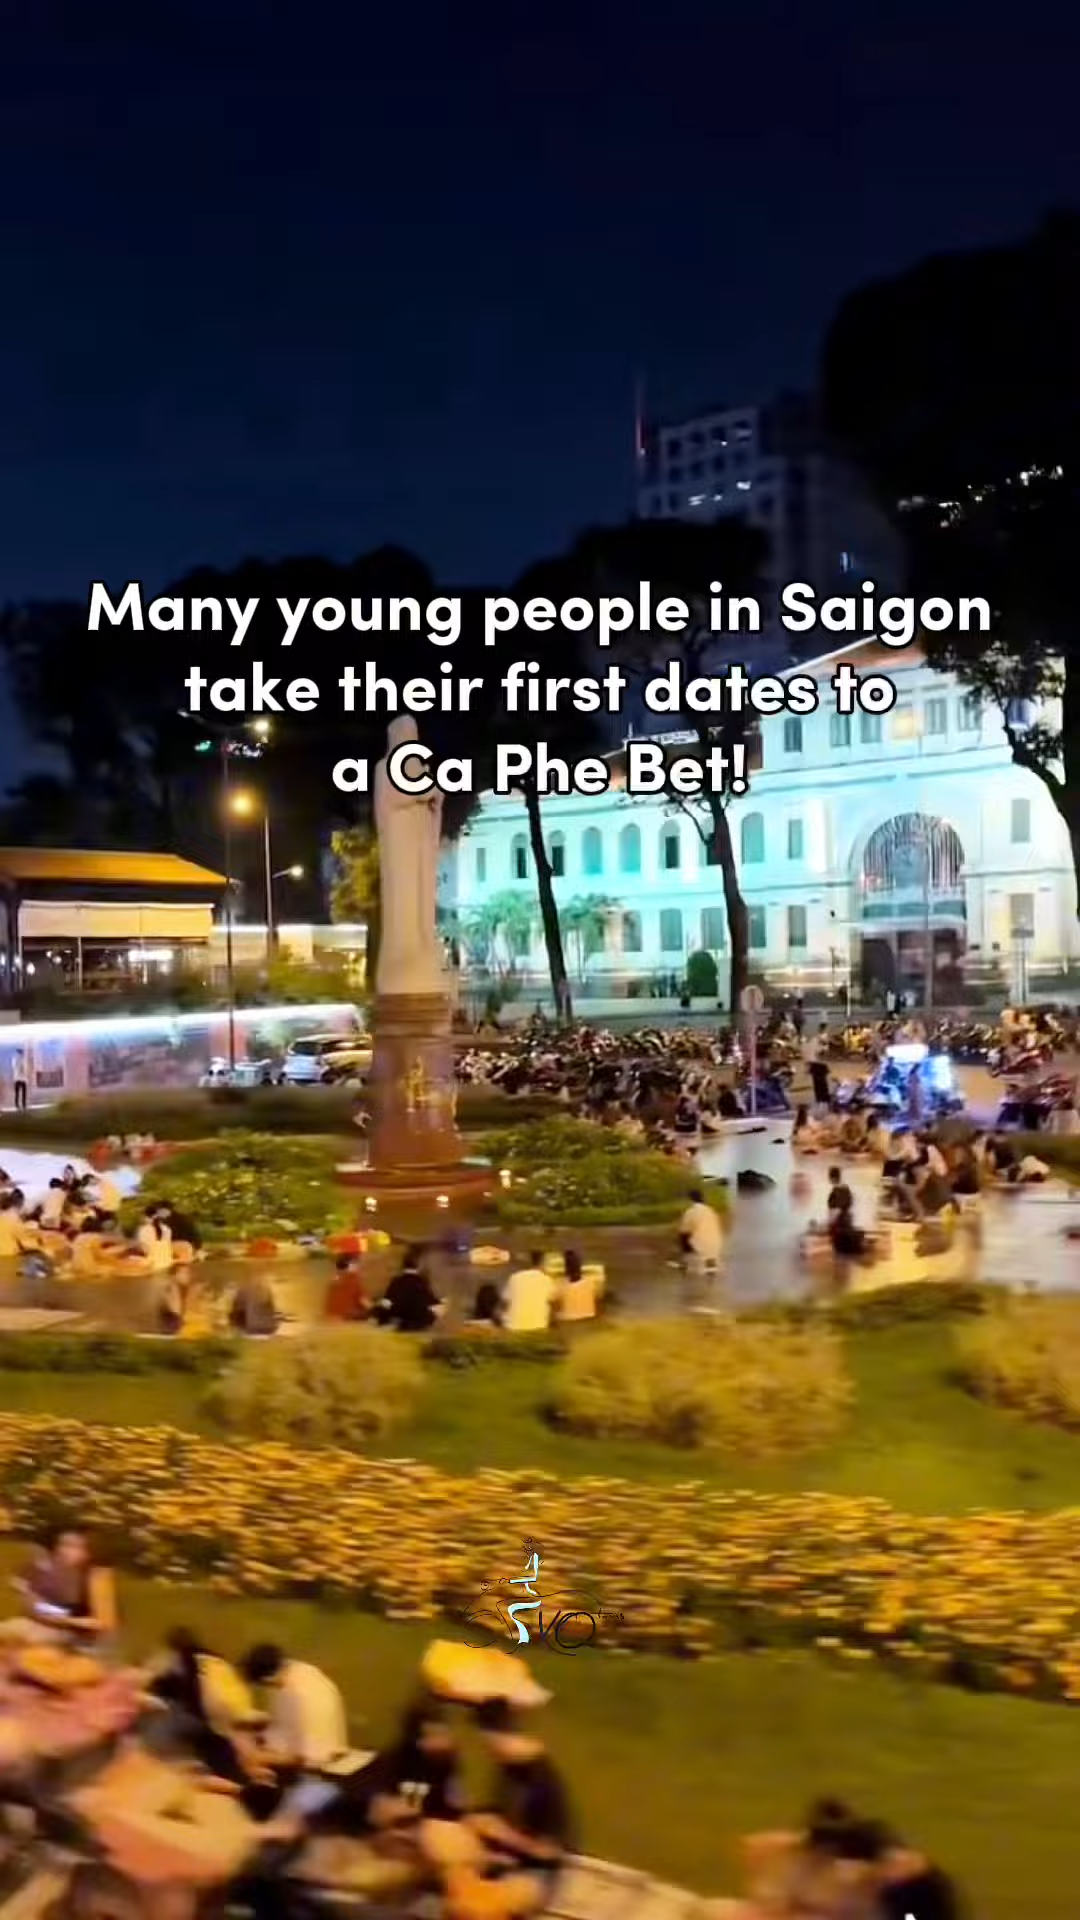 Many young people in Saigon
take their first dates to
a Ca Phe Bet!